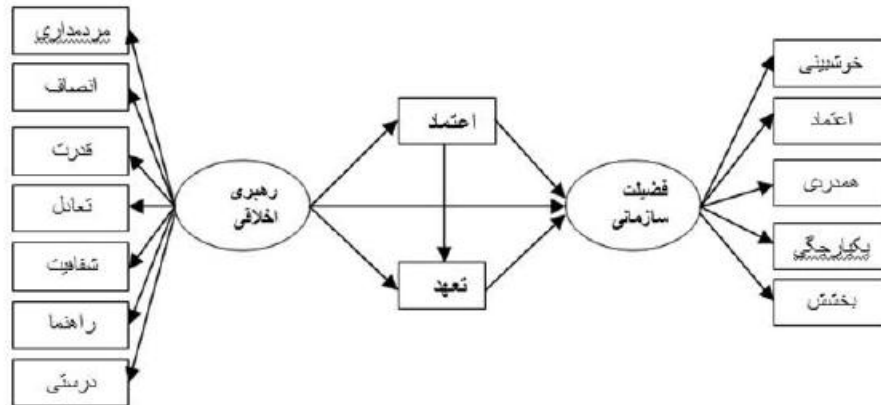 مردمداری
انصاف
قدرت
تعادل
شفافیت
راهنما
درستی
رهبری
اخلاقی
اعتماد
تعهد
فضیلت
سازمانی
خوشبینی
اعتماد
همدردی
یکپارچگی
بخشش